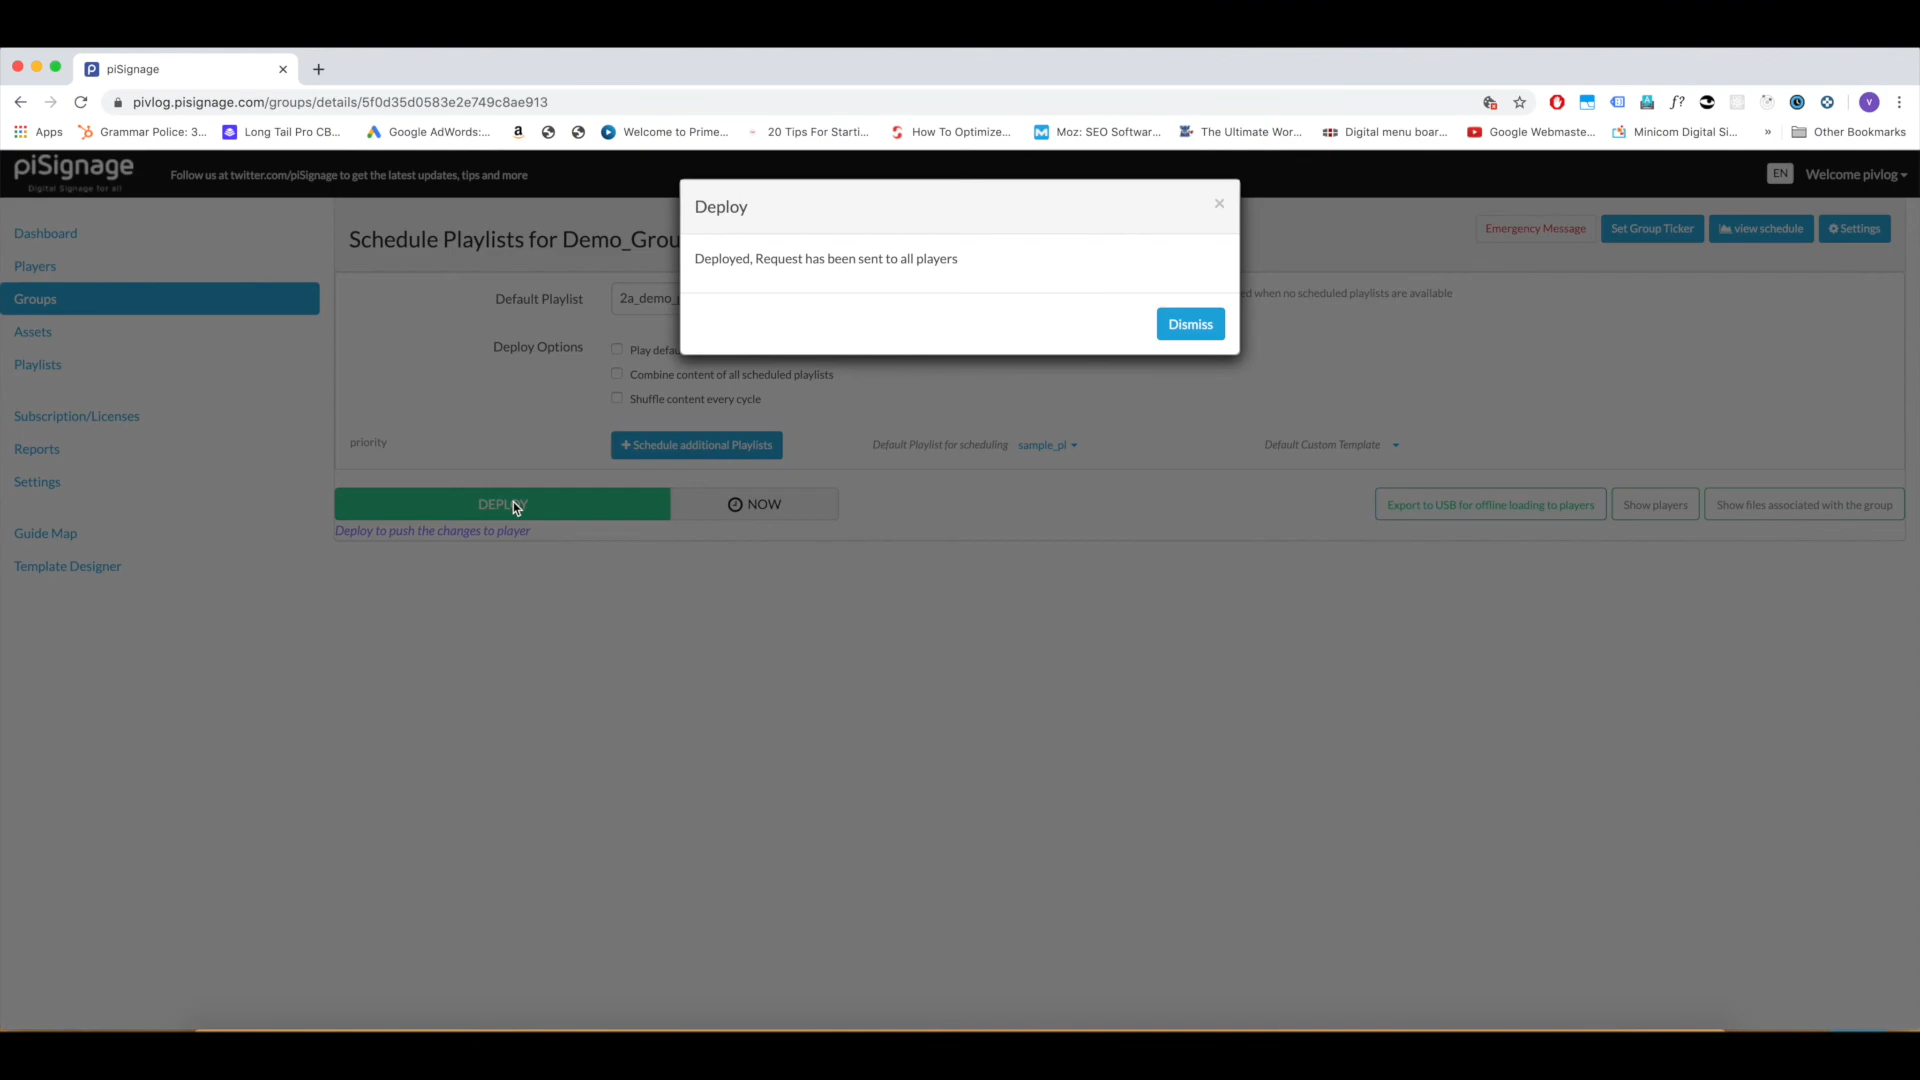 piSignage
pivlog.pisignage.com/groups/details/5f0d35d0583e2e749c8ae913
f?
V
Apps
Grammar Police: 3...
Long Tail Pro CB...
Google AdWords:...
Welcome to Prime...
20 Tips For Starti...
How To Optimize...
Moz: SEO Softwar...
The Ultimate Wor...
Digital menu boar...
Google Webmaste...
Minicom Digital Si...
»
Other Bookmarks
piSignage
Digital Signage for all
Follow us at twitter.com/piSignage to get the latest updates, tips and more
EN
Welcome pivlog
Dashboard
Players
Groups
Assets
Playlists
Subscription/Licenses
Reports
Settings
Guide Map
Template Designer
Deploy
×
Deployed, Request has been sent to all players
Dismiss
Schedule Playlists for Demo_Grou
Emergency Message
Set Group Ticker
view schedule
Settings
Default Playlist
2a_demo_
ed when no scheduled playlists are available
Deploy Options
Play defau
Combine content of all scheduled playlists
Shuffle content every cycle
priority
+ Schedule additional Playlists
Default Playlist for scheduling
sample_pl
Default Custom Template
DEPLOY
NOW
Export to USB for offline loading to players
Show players
Show files associated with the group
Deploy to push the changes to player